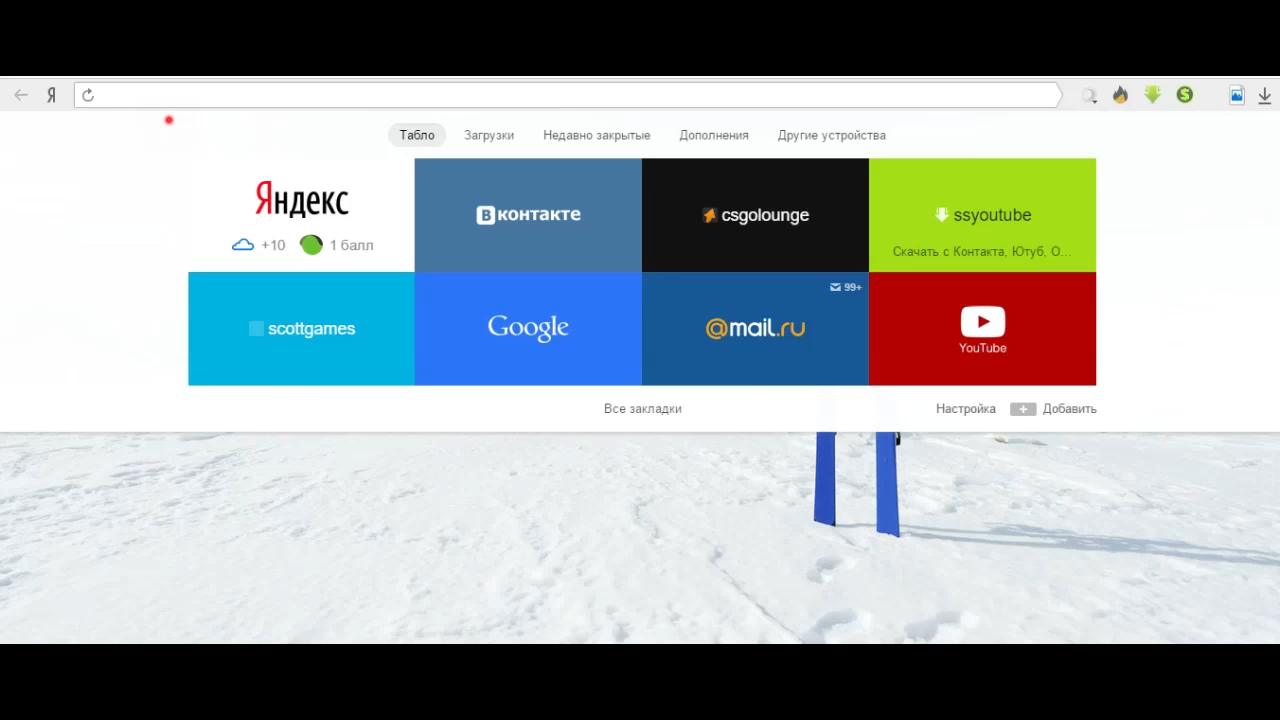 Я
Табло
Загрузки
Недавно закрытые
Дополнения
Другие устройства
Яндекс
+10
1 балл
В контакте
csgolounge
ssyoutube
Скачать с Контакта, Ютуб, О...
scottgames
Google
99+
@mail.ru
YouTube
Все закладки
Настройка
Добавить